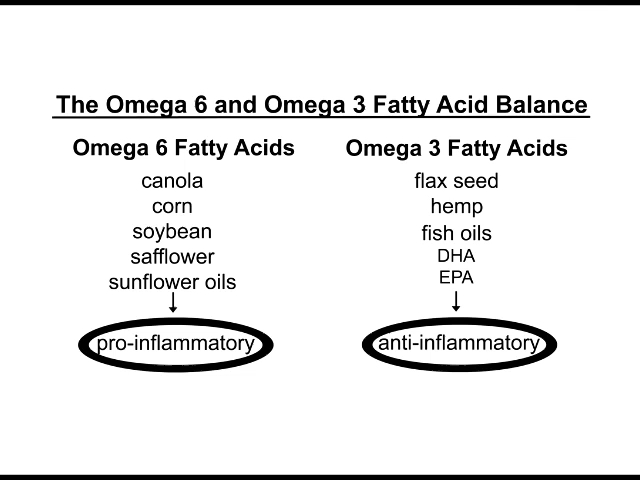 The Omega 6 and Omega 3 Fatty Acid Balance
Omega 6 Fatty Acids
canola
corn
soybean
safflower
sunflower oils
pro-inflammatory
Omega 3 Fatty Acids
flax seed
hemp
fish oils
DHA
EPA
anti-inflammatory